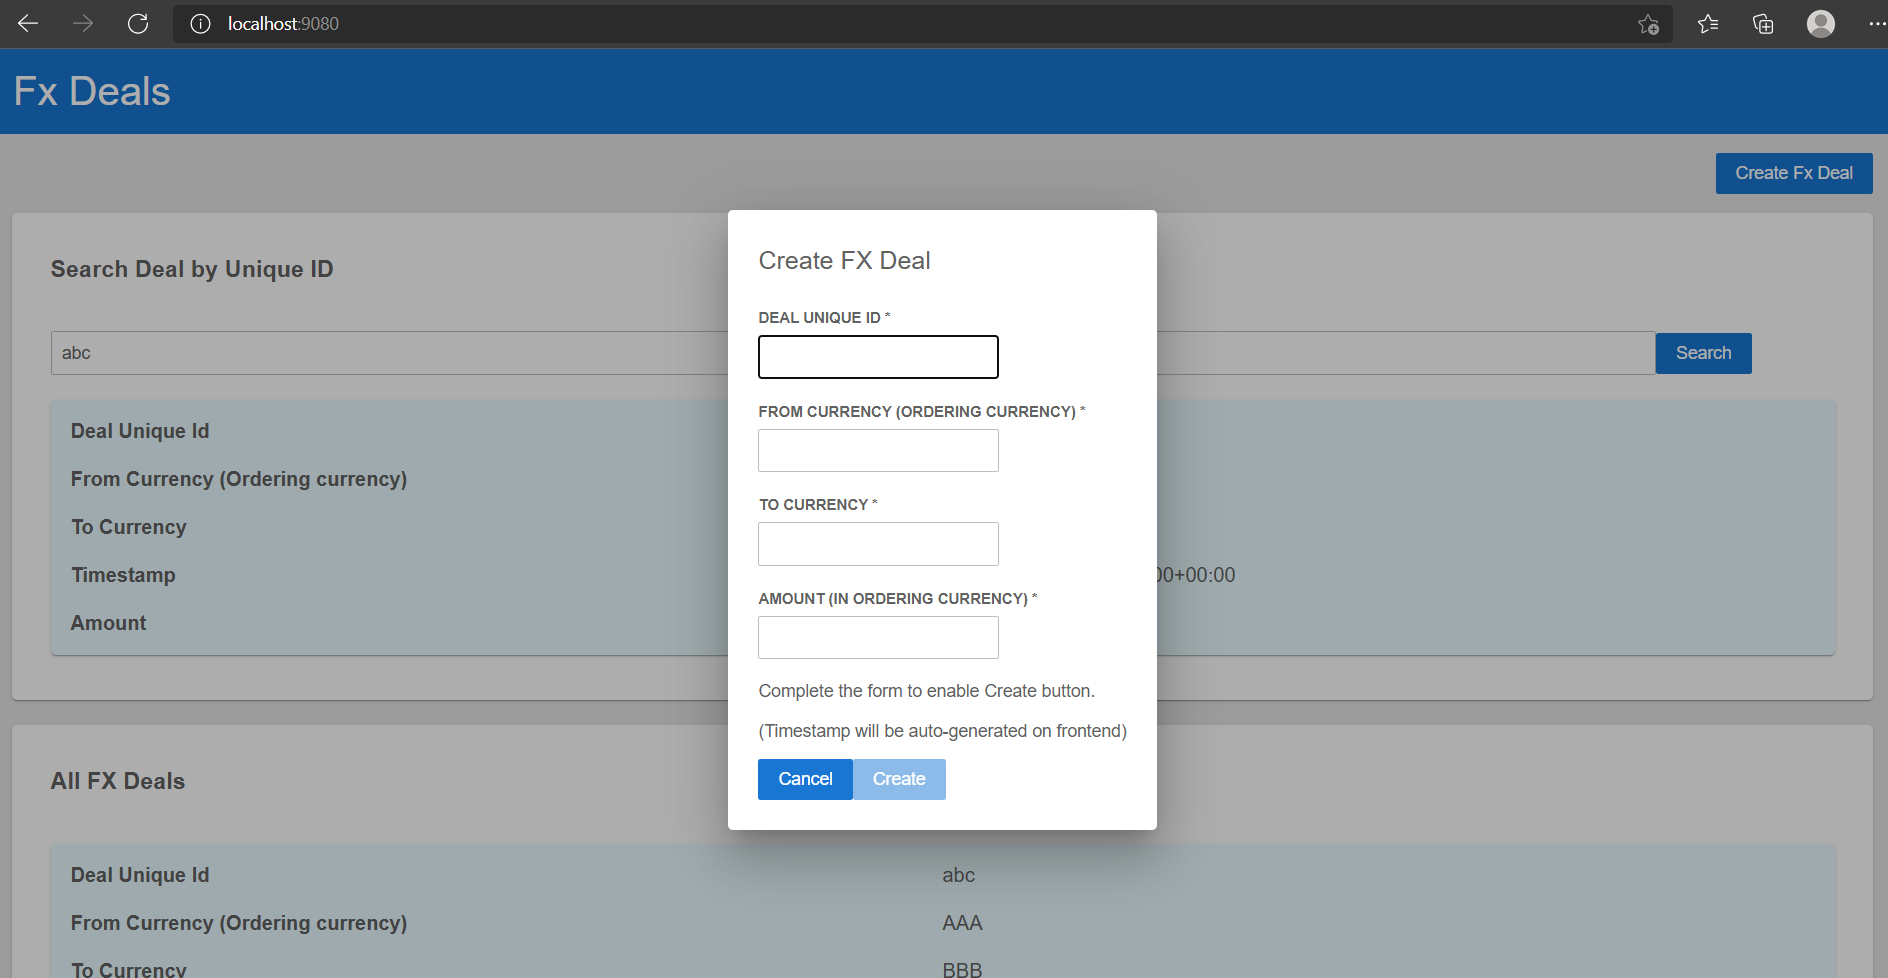 localhost:9080
Fx Deals
Create Fx Deal
Search Deal by Unique ID
abc
Search
Deal Unique Id
From Currency (Ordering currency)
To Currency
Timestamp
00+00:00
Amount
Create FX Deal
DEAL UNIQUE ID *
FROM CURRENCY (ORDERING CURRENCY) *
TO CURRENCY *
AMOUNT (IN ORDERING CURRENCY) *
Complete the form to enable Create button.
(Timestamp will be auto-generated on frontend)
Cancel Create
All FX Deals
Deal Unique Id abc
From Currency (Ordering currency) AAA
To Currency BBB